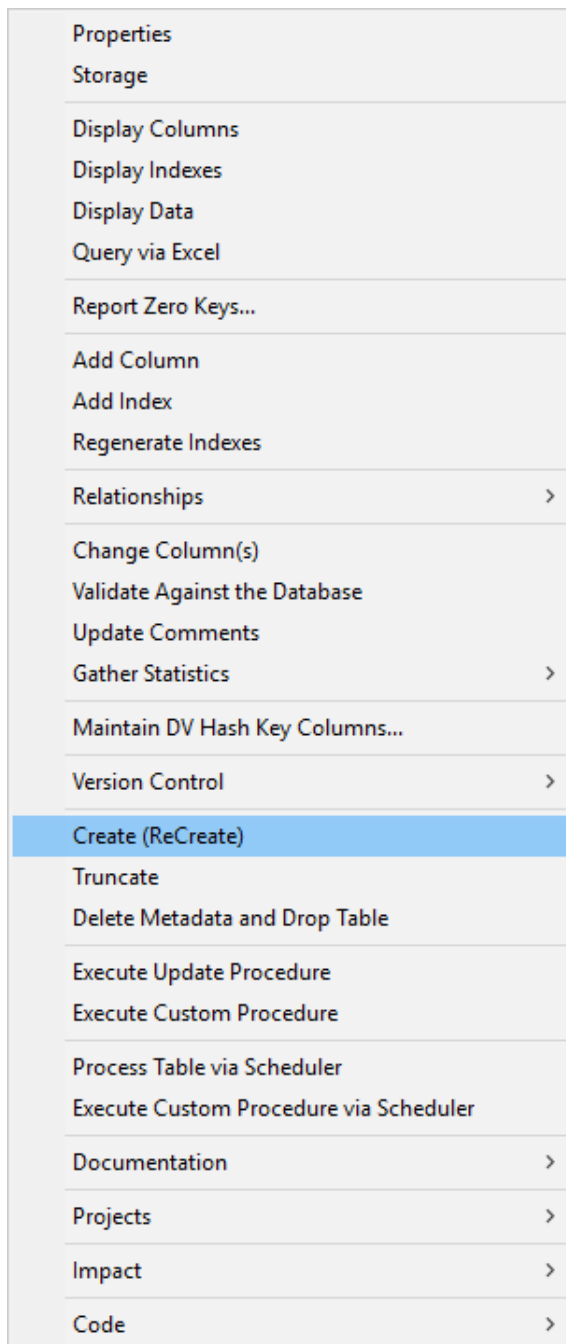 Properties
Storage
Display Columns
Display Indexes
Display Data
Query via Excel
Report Zero Keys...
Add Column
Add Index
Regenerate Indexes
Relationships
Change Column(s)
Validate Against the Database
Update Comments
Gather Statistics
Maintain DV Hash Key Columns...
Version Control
Create (ReCreate)
Truncate
Delete Metadata and Drop Table
Execute Update Procedure
Execute Custom Procedure
Process Table via Scheduler
Execute Custom Procedure via Scheduler
Documentation
Projects
Impact
Code